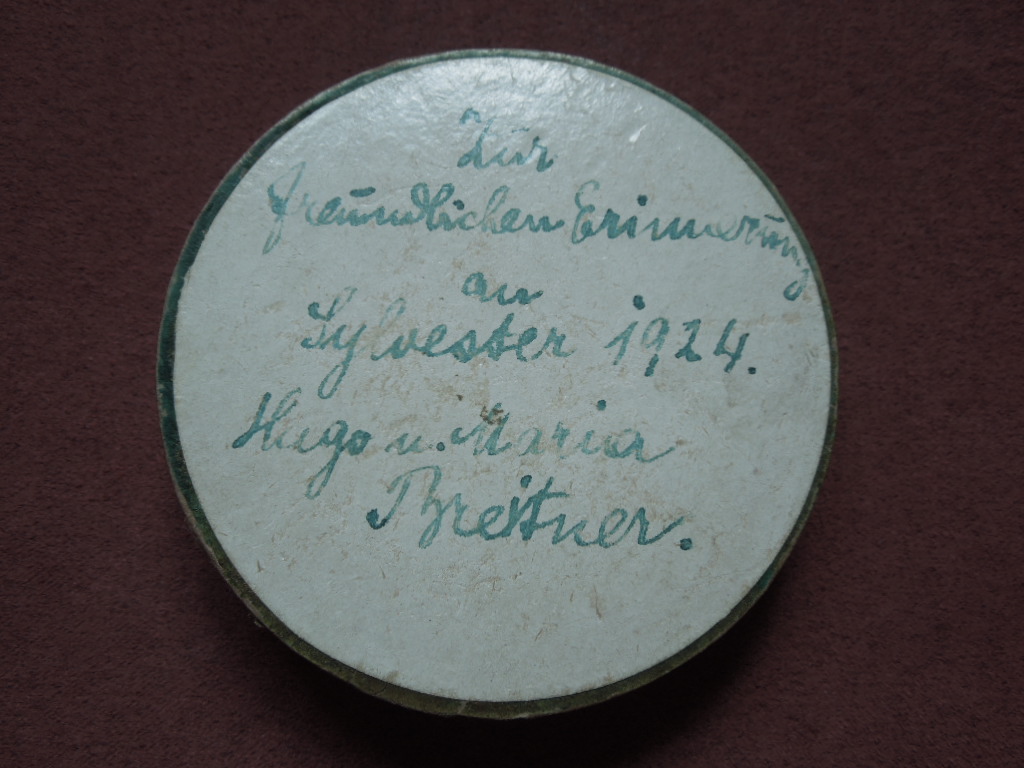 Zur
freundlichen Erinnerung
an
Sylvester 1924.
Hugo u. Maria
Breitner.